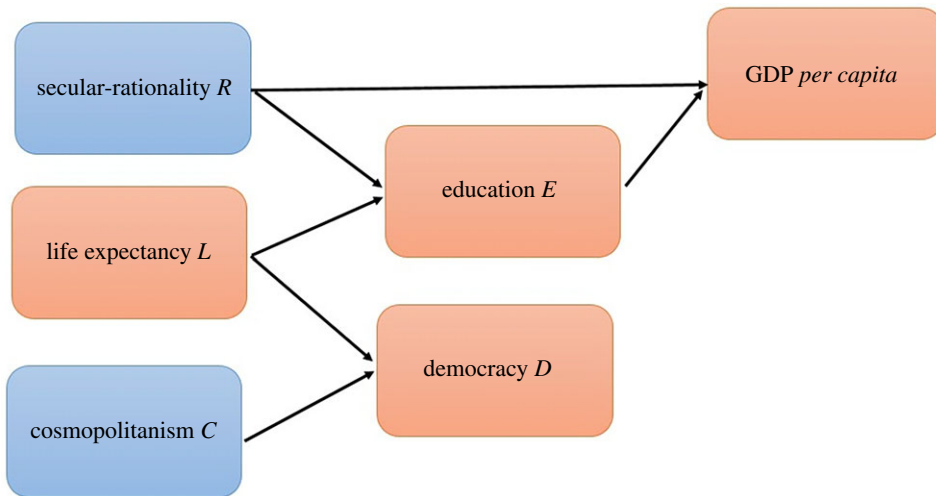 secular-rationality R
GDP per capita
education E
life expectancy L
democracy D
cosmopolitanism C